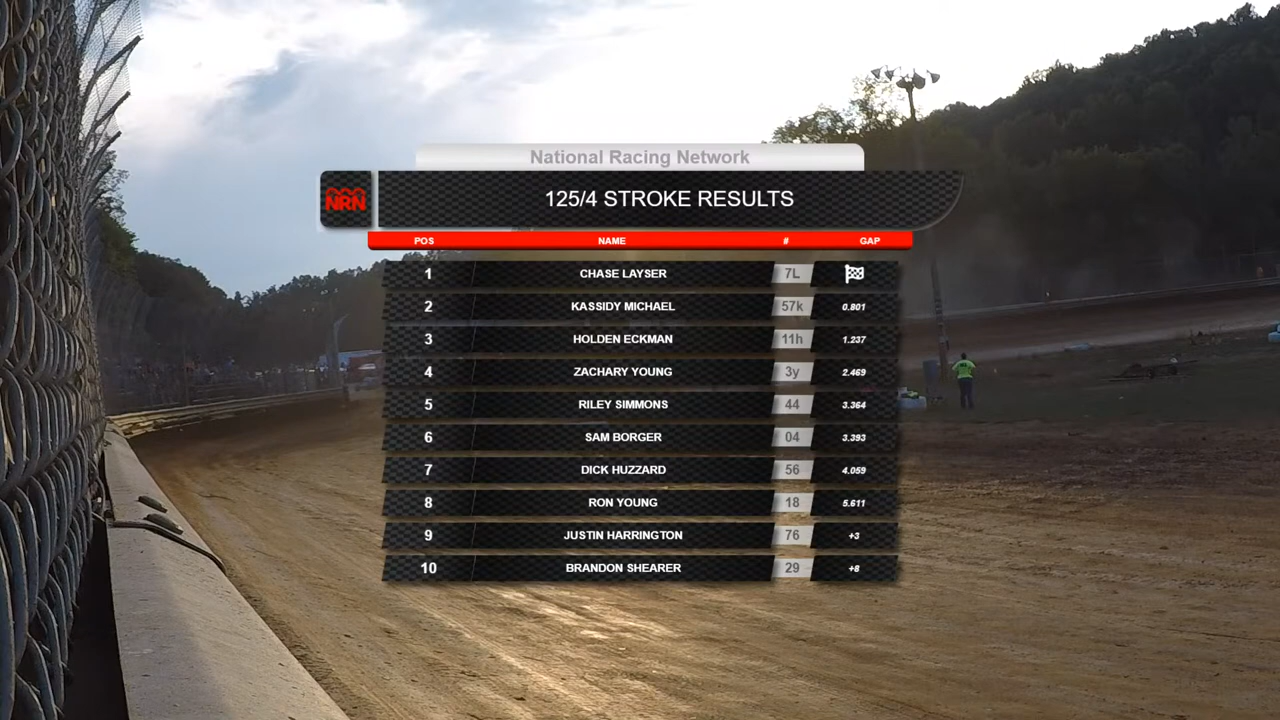 National Racing Network
NRN
125/4 STROKE RESULTS
POS NAME # GAP
1 CHASE LAYSER 7L
2 KASSIDY MICHAEL 57k 0.801
3 HOLDEN ECKMAN 11h 1.237
4 ZACHARY YOUNG 3y 2.469
5 RILEY SIMMONS 44 3.364
6 SAM BORGER 04 3.393
7 DICK HUZZARD 56 4.059
8 RON YOUNG 18 5.611
9 JUSTIN HARRINGTON 76 +3
10 BRANDON SHEARER 29 +8